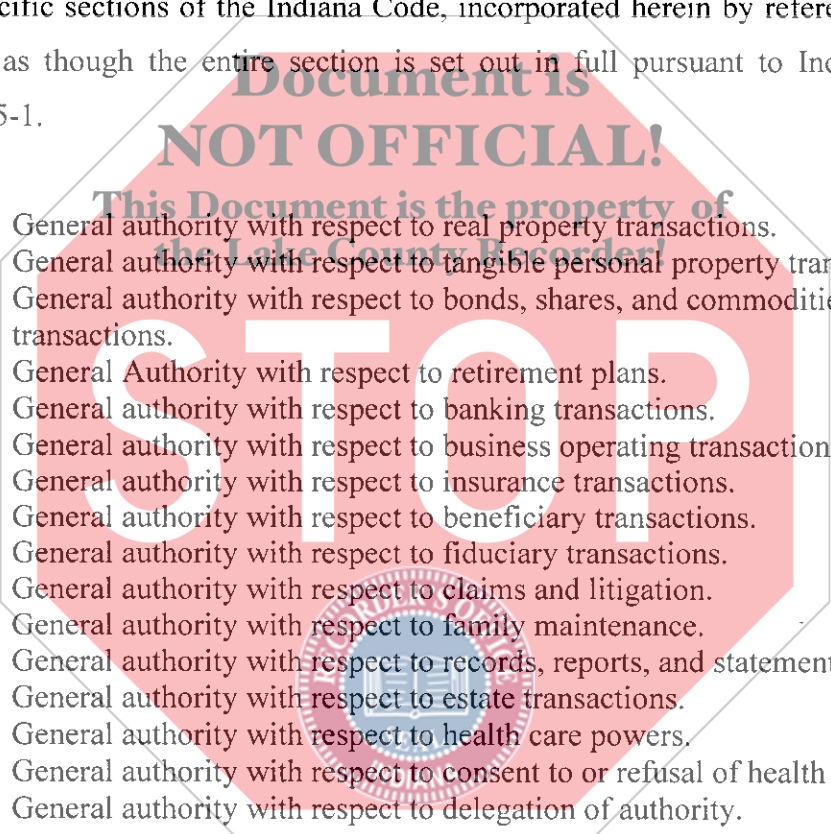 cific sections of the Indiana Code, incorporated herein by refere
as though the entire section is set out in full pursuant to Inc
5-1.
Document is
NOT OFFICIAL!
This Document is the property of
the Lake County Recorder!
General authority with respect to real property transactions.
General authority with respect to tangible personal property tran
General authority with respect to bonds, shares, and commoditie
transactions.
General Authority with respect to retirement plans.
General authority with respect to banking transactions.
General authority with respect to business operating transaction
General authority with respect to insurance transactions.
General authority with respect to beneficiary transactions.
General authority with respect to fiduciary transactions.
General authority with respect to claims and litigation.
General authority with respect to family maintenance.
General authority with respect to records, reports, and statement
General authority with respect to estate transactions.
General authority with respect to health care powers.
General authority with respect to consent to or refusal of health
General authority with respect to delegation of authority.
STOP
RECORDER'S OFFICE
SEAL
INDIANA